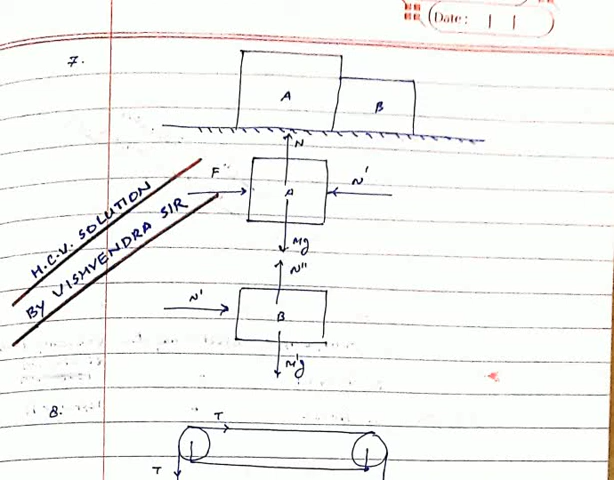 Date: | |
7.
A
B
N
F
A
N'
Mg
N"
N'
B
M'g
H.C.V. SOLUTION
BY VISHVENDRA SIR
8.
T
T